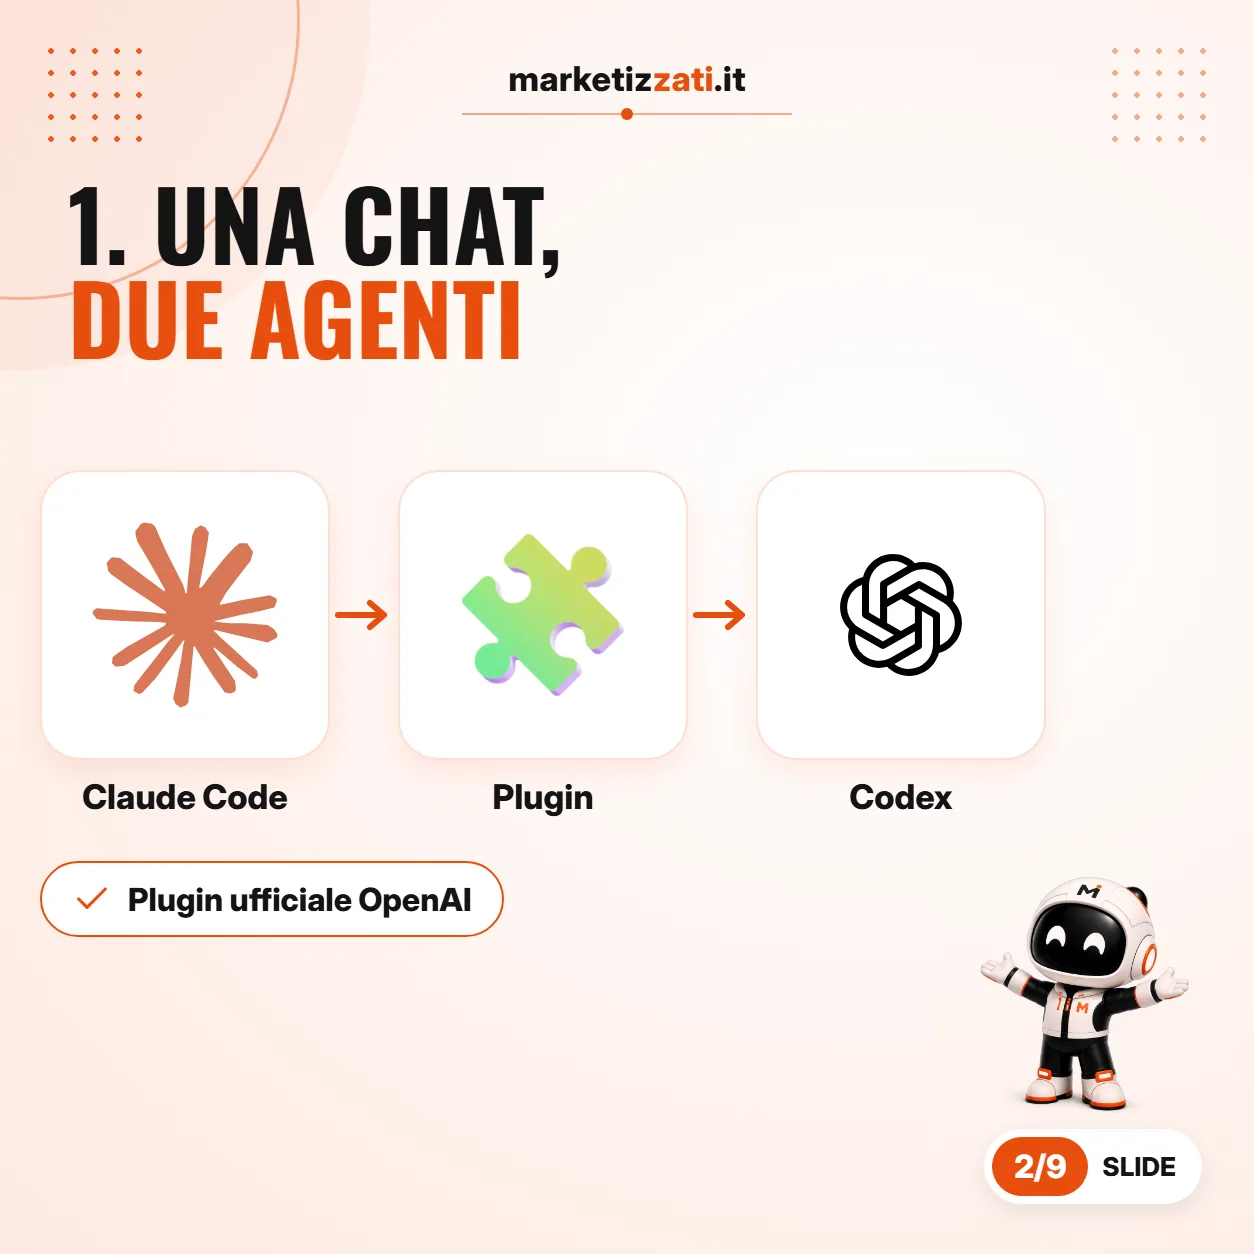 marketizzati.it
1. UNA CHAT,
DUE AGENTI
Claude Code
Plugin
Codex
Plugin ufficiale OpenAI
M
2/9 SLIDE